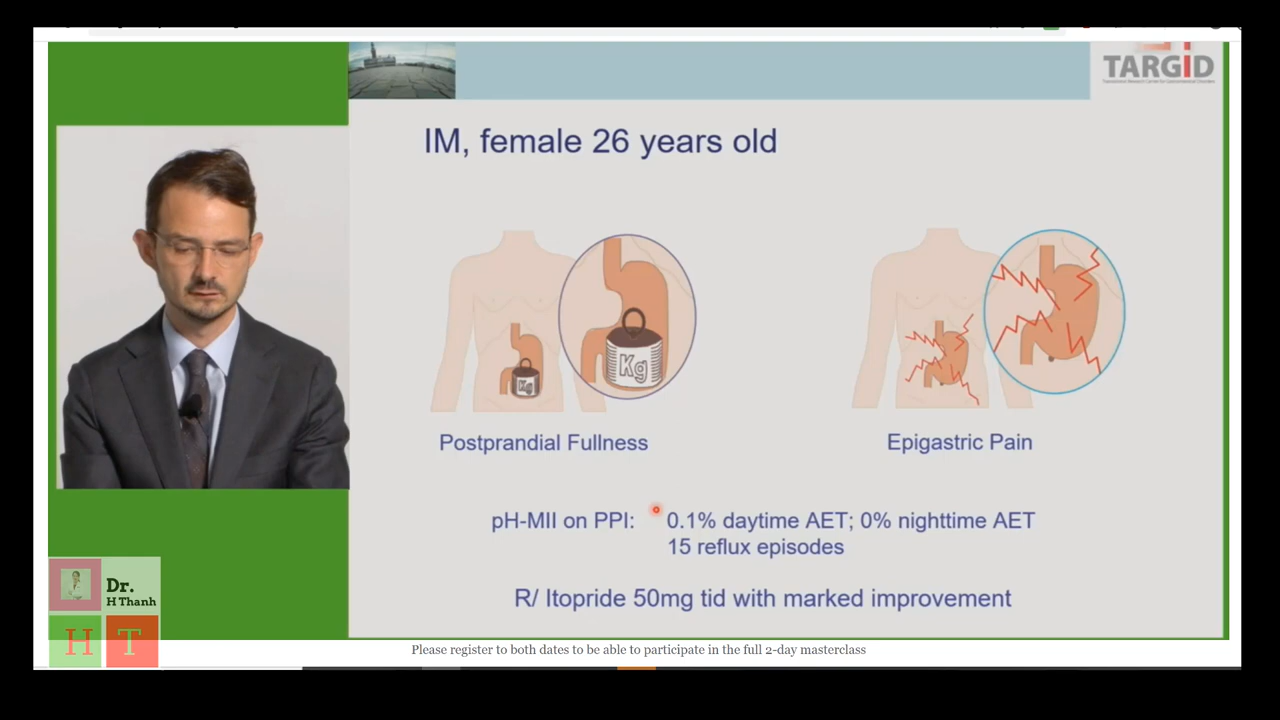 TARGID
IM, female 26 years old
Kg
Kg
Kg
Kg
Postprandial Fullness
Epigastric Pain
pH-MII on PPI: 0.1% daytime AET; 0% nighttime AET
15 reflux episodes
R/ Itopride 50mg tid with marked improvement
Dr.
H Thanh
H T
Please register to both dates to be able to participate in the full 2-day masterclass